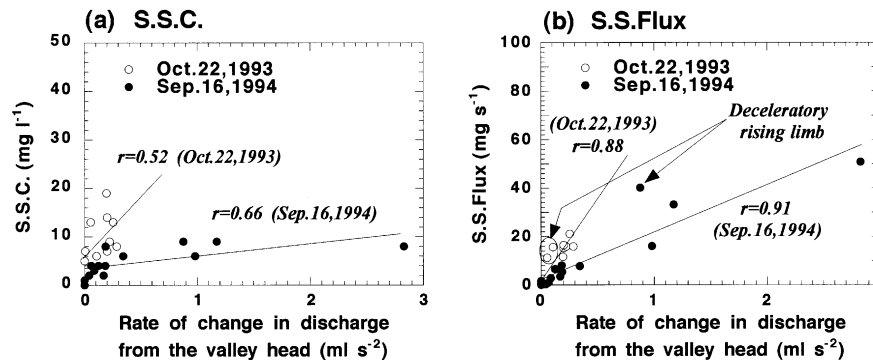 (a) S.S.C.
50
40
30
20
10
0
S.S.C. (mg l-1)
Oct.22,1993
Sep.16,1994
r=0.52 (Oct.22,1993)
r=0.66 (Sep.16,1994)
0 1 2 3
Rate of change in discharge
from the valley head (ml s-2)
(b) S.S.Flux
100
80
60
40
20
0
S.S.Flux (mg s-1)
Oct.22,1993
Sep.16,1994
(Oct.22,1993)
r=0.88
Deceleratory
rising limb
r=0.91
(Sep.16,1994)
0 1 2
Rate of change in discharge
from the valley head (ml s-2)